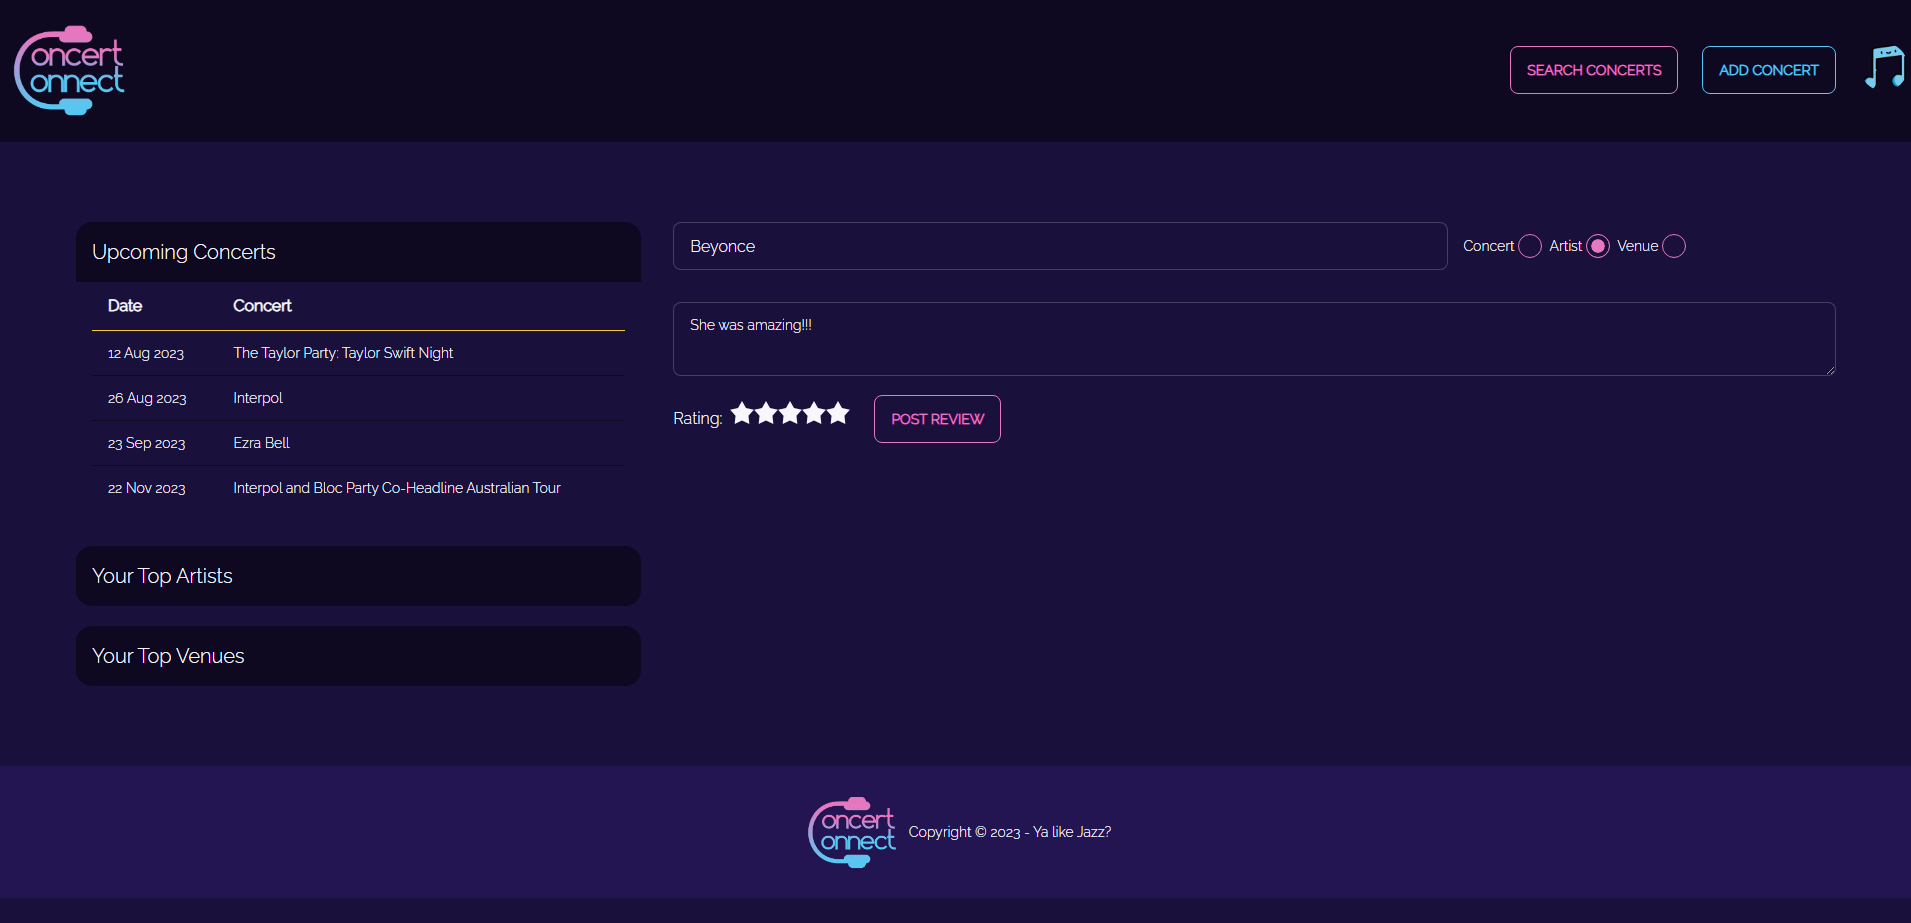 oncert
onnect
SEARCH CONCERTS
ADD CONCERT
Upcoming Concerts
Date Concert
12 Aug 2023 The Taylor Party: Taylor Swift Night
26 Aug 2023 Interpol
23 Sep 2023 Ezra Bell
22 Nov 2023 Interpol and Bloc Party Co-Headline Australian Tour
Your Top Artists
Your Top Venues
Beyonce
Concert Artist Venue
She was amazing!!!
Rating:
POST REVIEW
oncert
onnect
Copyright © 2023 - Ya like Jazz?